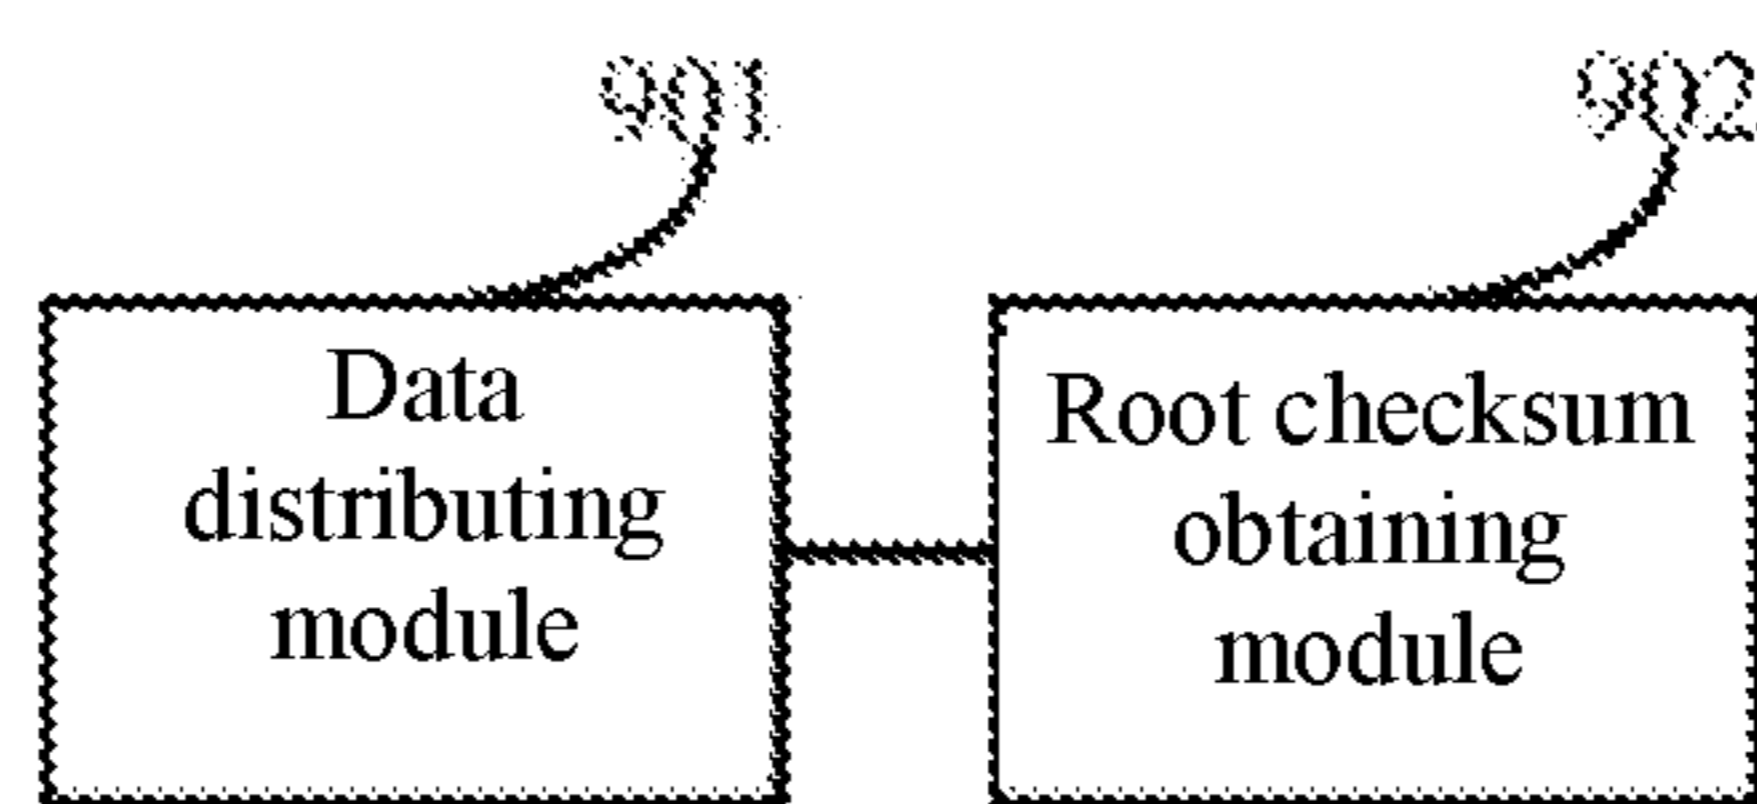 901
902
Data
distributing
module
Root checksum
obtaining
module